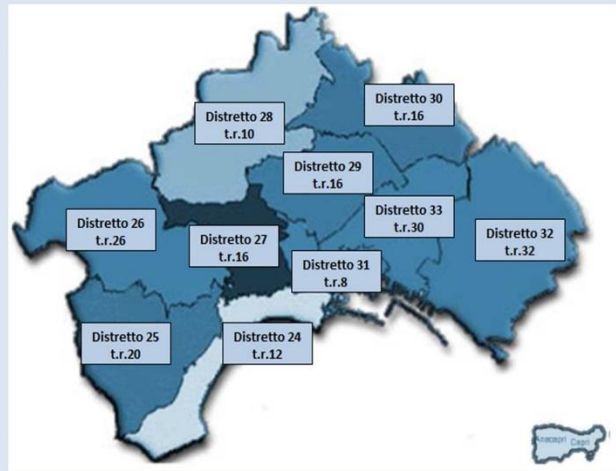 Distretto 30
t.r.16
Distretto 28
t.r.10
Distretto 29
t.r.16
Distretto 33
t.r.30
Distretto 26
t.r.26
Distretto 27
t.r.16
Distretto 32
t.r.32
Distretto 31
t.r.8
Distretto 25
t.r.20
Distretto 24
t.r.12
Anacapri Capri